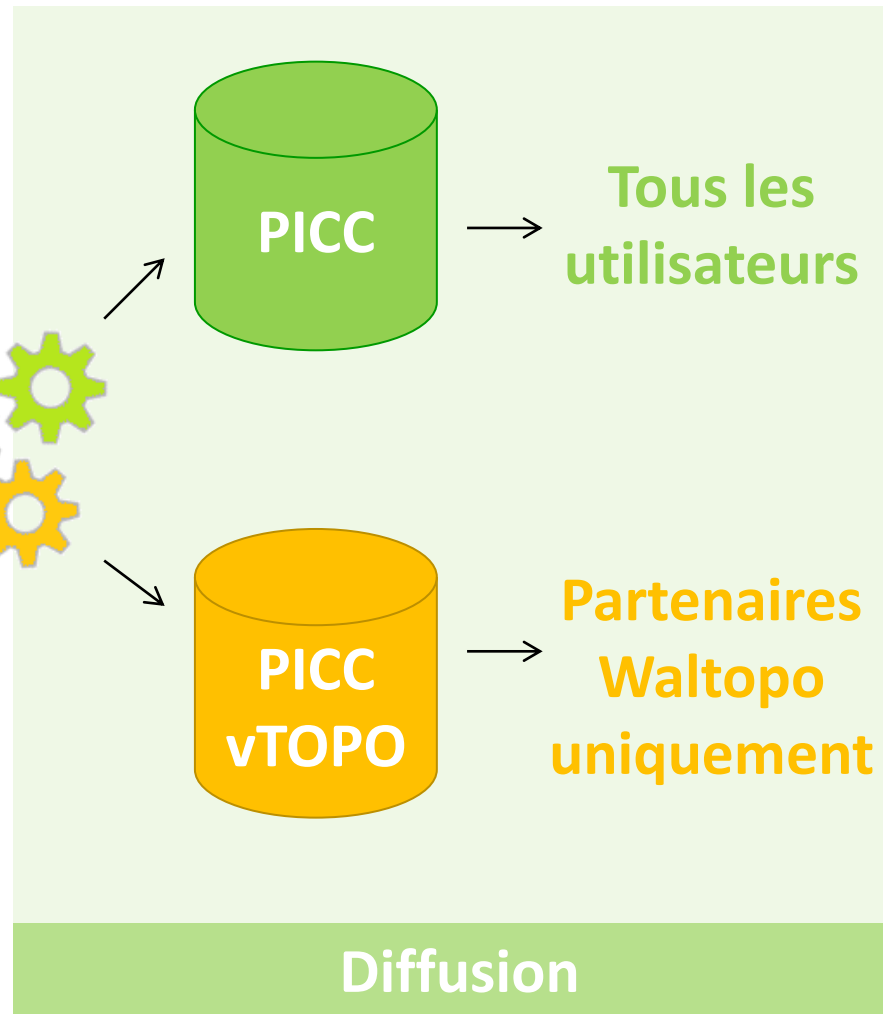 PICC
Tous les
utilisateurs
PICC
vTOPO
Partenaires
Waltopo
uniquement
Diffusion